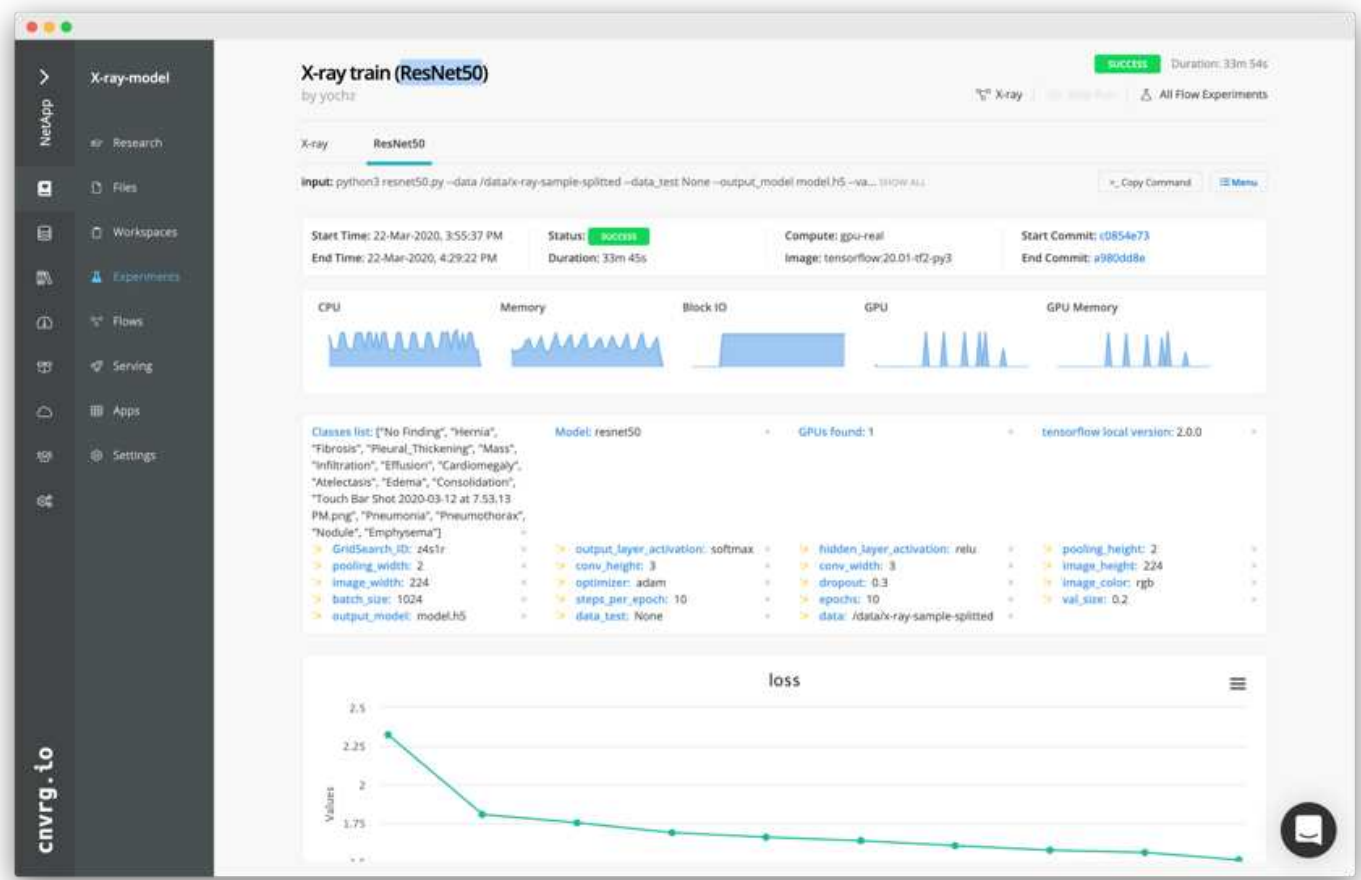 NetApp
cnvrg.io
X-ray-model
Research
Files
Workspaces
Experiments
Flows
Serving
Apps
Settings
X-ray train (ResNet50)
by yochz
success Duration: 33m 54s
X-ray All Flow Experiments
X-ray ResNet50
input: python3 resnet50.py --data /data/x-ray-sample-splitted --data_test None --output_model model.h5 --va... SHOW ALL
>_ Copy Command Menu
Start Time: 22-Mar-2020, 3:55:37 PM Status: success Compute: gpu-real Start Commit: c0854e73
End Time: 22-Mar-2020, 4:29:22 PM Duration: 33m 45s Image: tensorflow:20.01-tf2-py3 End Commit: a980dd8e
CPU Memory Block IO GPU GPU Memory
Classes list: ["No Finding", "Hernia", Model: resnet50 GPUs found: 1 tensorflow local version: 2.0.0
"Fibrosis", "Pleural_Thickening", "Mass",
"Infiltration", "Effusion", "Cardiomegaly",
"Atelectasis", "Edema", "Consolidation",
"Touch Bar Shot 2020-03-12 at 7.53.13
PM.png", "Pneumonia", "Pneumothorax",
"Nodule", "Emphysema"]
GridSearch_ID: z4s1r output_layer_activation: softmax hidden_layer_activation: relu pooling_height: 2
pooling_width: 2 conv_height: 3 conv_width: 3 image_height: 224
image_width: 224 optimizer: adam dropout: 0.3 image_color: rgb
batch_size: 1024 steps_per_epoch: 10 epochs: 10 val_size: 0.2
output_model: model.h5 data_test: None data: /data/x-ray-sample-splitted
loss
Values
2.5
2.25
2
1.75